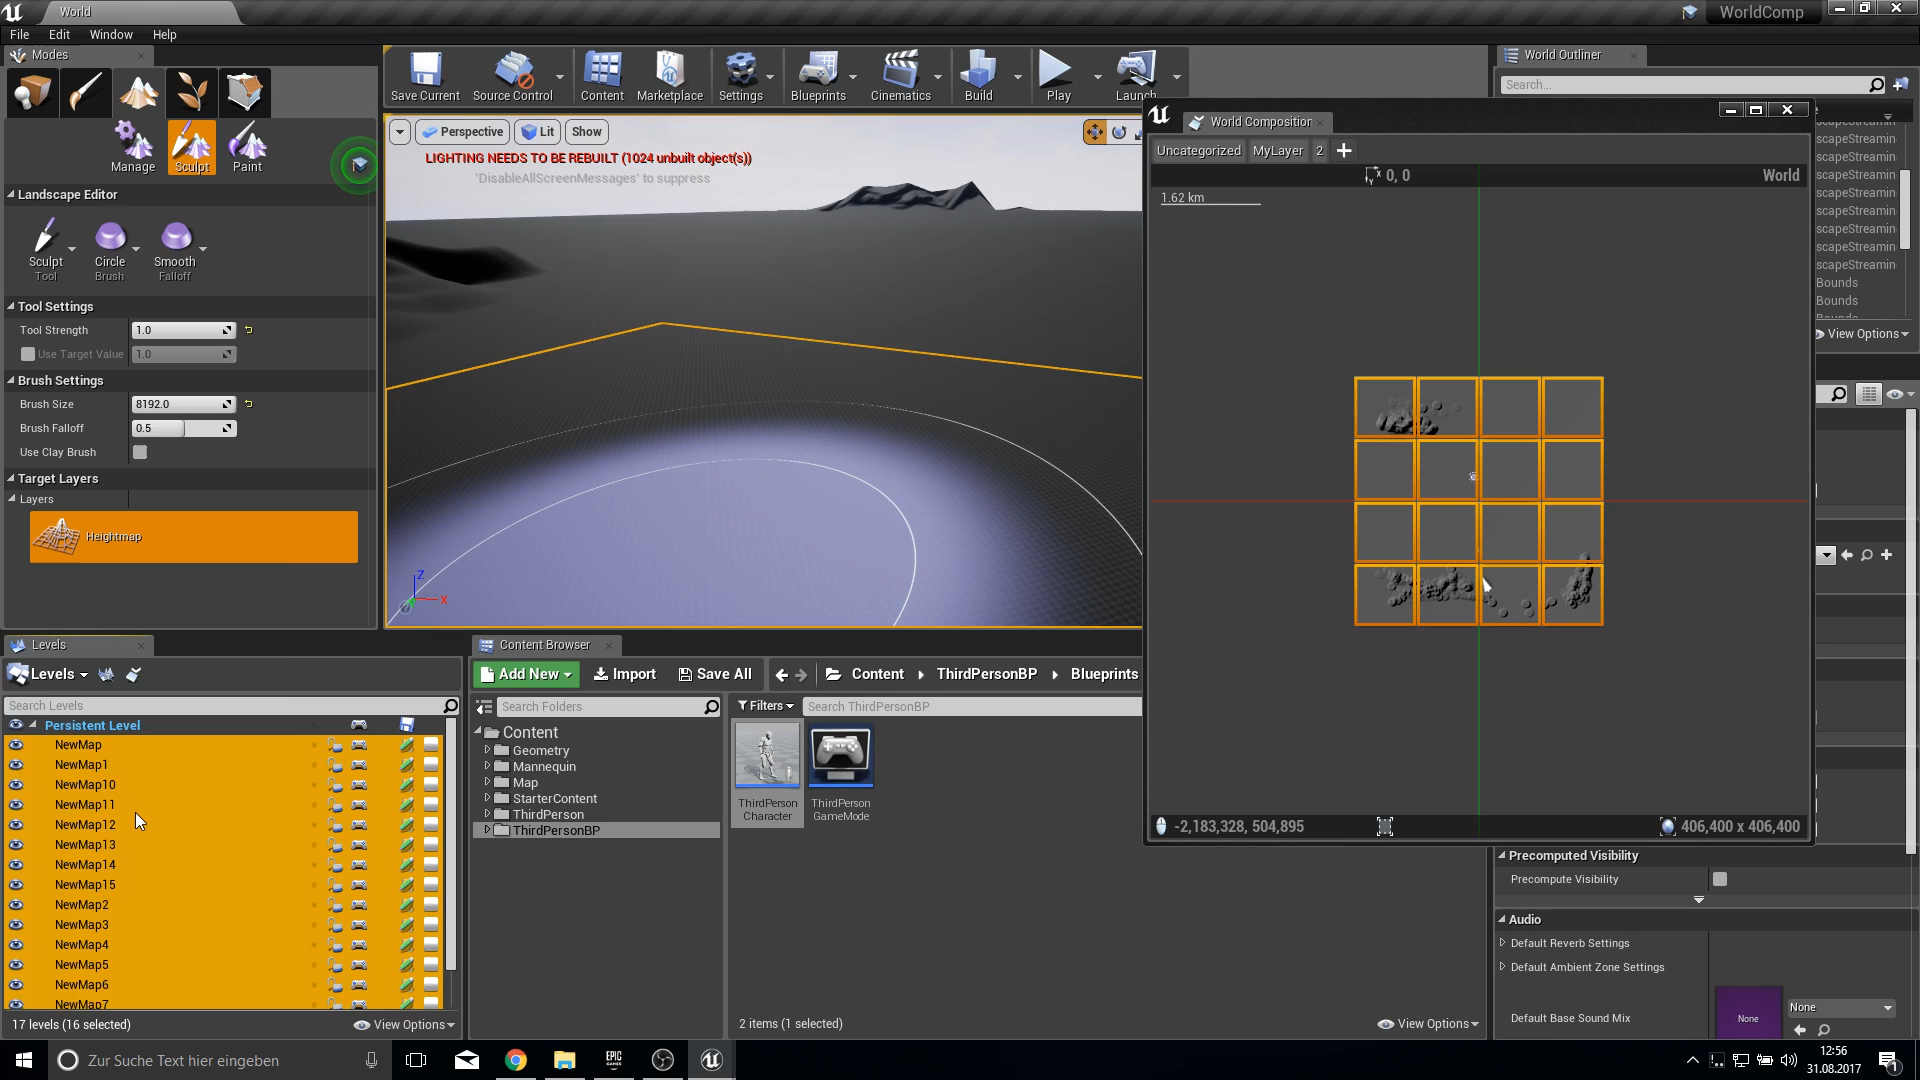 World
WorldComp
File
Edit
Window
Help
Modes
Manage
Sculpt
Paint
Landscape Editor
Sculpt
Tool
Circle
Brush
Smooth
Falloff
Tool Settings
Tool Strength
1.0
Use Target Value
1.0
Brush Settings
Brush Size
8192.0
Brush Falloff
0.5
Use Clay Brush
Target Layers
Layers
Heightmap
Save Current
Source Control
Content
Marketplace
Settings
Blueprints
Cinematics
Build
Play
Launch
Perspective
Lit
Show
LIGHTING NEEDS TO BE REBUILT (1024 unbuilt object(s))
'DisableAllScreenMessages' to suppress
Z
X
World Composition
Uncategorized
MyLayer
2
0, 0
World
1.62 km
-2,183,328, 504,895
406,400 x 406,400
World Outliner
Search...
scapeStreamin
scapeStreamin
scapeStreamin
scapeStreamin
scapeStreamin
scapeStreamin
scapeStreamin
scapeStreamin
scapeStreamin
Bounds
Bounds
Bounds
View Options
Levels
Levels
Search Levels
Persistent Level
NewMap
NewMap1
NewMap10
NewMap11
NewMap12
NewMap13
NewMap14
NewMap15
NewMap2
NewMap3
NewMap4
NewMap5
NewMap6
NewMap7
17 levels (16 selected)
View Options
Content Browser
Add New
Import
Save All
Content
ThirdPersonBP
Blueprints
Search Folders
Filters
Search ThirdPersonBP
Content
Geometry
Mannequin
Map
StarterContent
ThirdPerson
ThirdPersonBP
ThirdPerson
Character
ThirdPerson
GameMode
2 items (1 selected)
View Options
Precomputed Visibility
Precompute Visibility
Audio
Default Reverb Settings
Default Ambient Zone Settings
Default Base Sound Mix
None
None
Zur Suche Text hier eingeben
EPIC
GAMES
12:56
31.08.2017
1